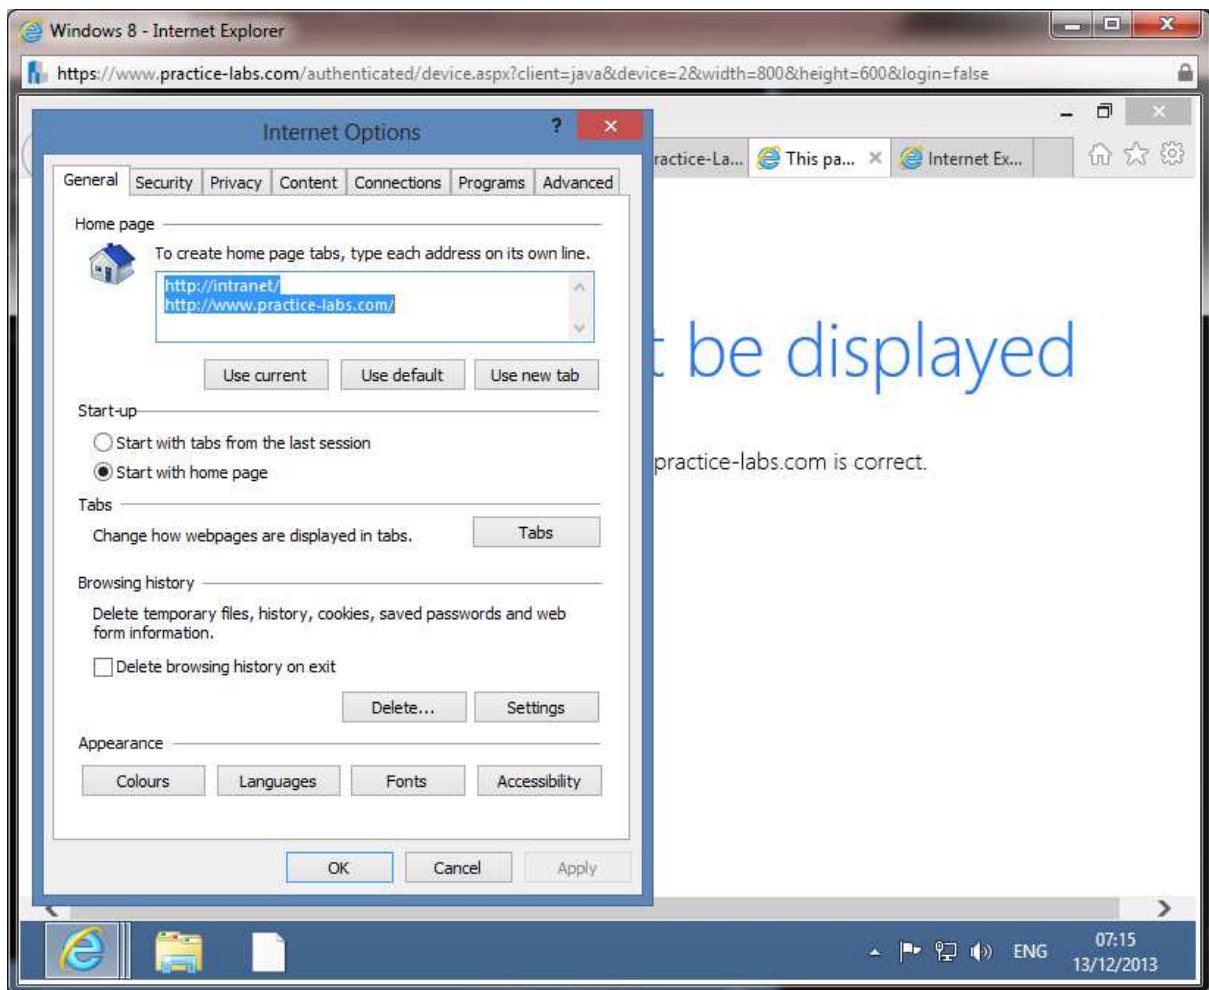 Windows 8 - Internet Explorer
https://www.practice-labs.com/authenticated/device.aspx?client=java&device=2&width=800&height=600&login=false
Internet Options ?
ractice-La... This pa... Internet Ex...
General Security Privacy Content Connections Programs Advanced
Home page
To create home page tabs, type each address on its own line.
http://intranet/
http://www.practice-labs.com/
Use current Use default Use new tab
t be displayed
Start-up
Start with tabs from the last session
Start with home page
practice-labs.com is correct.
Tabs
Change how webpages are displayed in tabs. Tabs
Browsing history
Delete temporary files, history, cookies, saved passwords and web
form information.
Delete browsing history on exit
Delete... Settings
Appearance
Colours Languages Fonts Accessibility
OK Cancel Apply
ENG
07:15
13/12/2013